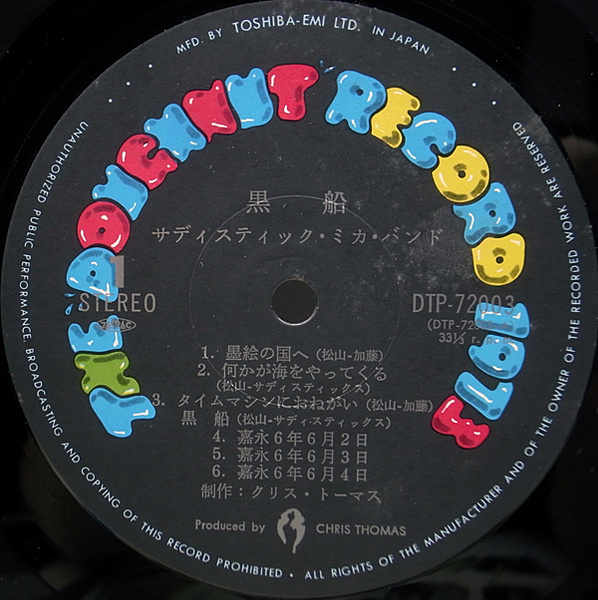 MFD. BY TOSHIBA-EMI LTD. IN JAPAN
DOUGHNUT RECORD
黒船
サディスティック・ミカ・バンド
1
STEREO
DTP-72003
33⅓ r.p.m.
1. 墨絵の国へ (松山-加藤)
2. 何かが海をやってくる
(松山-サディスティックス)
3. タイムマシンにおねがい (松山-加藤)
黒船 (松山-サディスティックス)
4. 嘉永6年6月2日
5. 嘉永6年6月3日
6. 嘉永6年6月4日
制作：クリス・トーマス
Produced by CHRIS THOMAS
UNAUTHORIZED PUBLIC PERFORMANCE, BROADCASTING AND COPYING OF THIS RECORD PROHIBITED • ALL RIGHTS OF THE MANUFACTURER AND OF THE OWNER OF THE RECORDED WORK ARE RESERVED